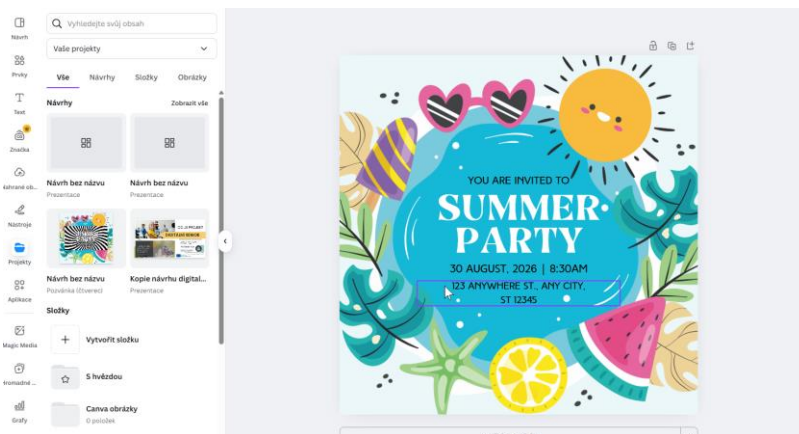 Návrh
Prvky
Text
Značka
Nahrané ob...
Nástroje
Projekty
Aplikace
Magic Media
Hromadné ...
Grafy
Vyhledejte svůj obsah
Vaše projekty
Vše Návrhy Složky Obrázky
Návrhy Zobrazit vše
Návrh bez názvu
Prezentace
Návrh bez názvu
Prezentace
Návrh bez názvu
Pozvánka (čtverec)
Kopie návrhu digital...
Prezentace
Složky
Vytvořit složku
S hvězdou
Canva obrázky
0 položek
YOU ARE INVITED TO
SUMMER
PARTY
30 AUGUST, 2026 | 8:30AM
123 ANYWHERE ST., ANY CITY,
ST 12345